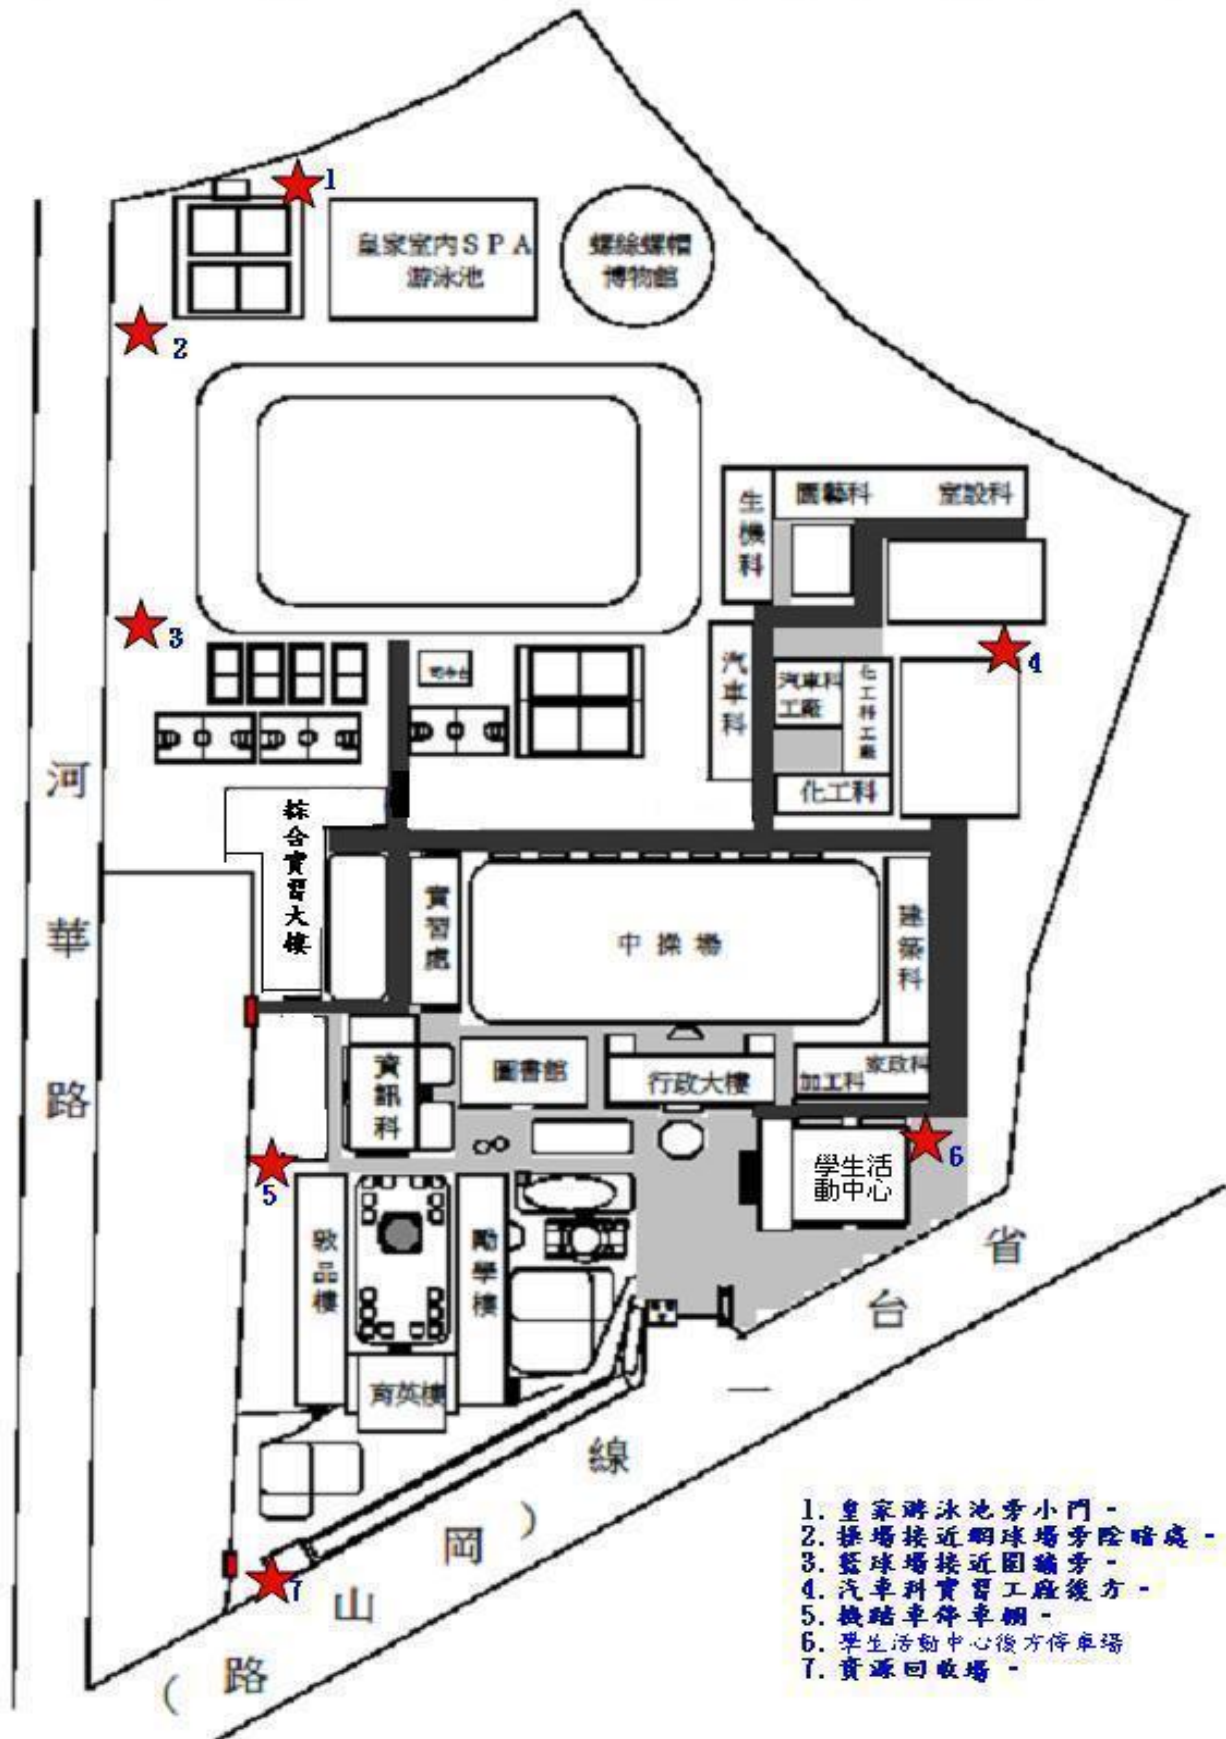 1
皇家室內SPA
游泳池
螺絲螺帽
博物館
2
生機科
園藝科
室設科
3
4
司令台
汽車科
汽車科
工廠
化工科工廠
化工科
河華路
綜合實習大樓
實習處
中操場
建築科
資訊科
圖書館
行政大樓
加工科
家政科
6
學生活
動中心
5
敦品樓
勵學樓
育英樓
省台一線
(岡山路)
7
1. 皇家游泳池旁小門-
2. 操場接近網球場旁陰暗處-
3. 籃球場接近圍牆旁-
4. 汽車科實習工廠後方-
5. 機踏車停車棚-
6. 學生活動中心後方停車場
7. 資源回收場-